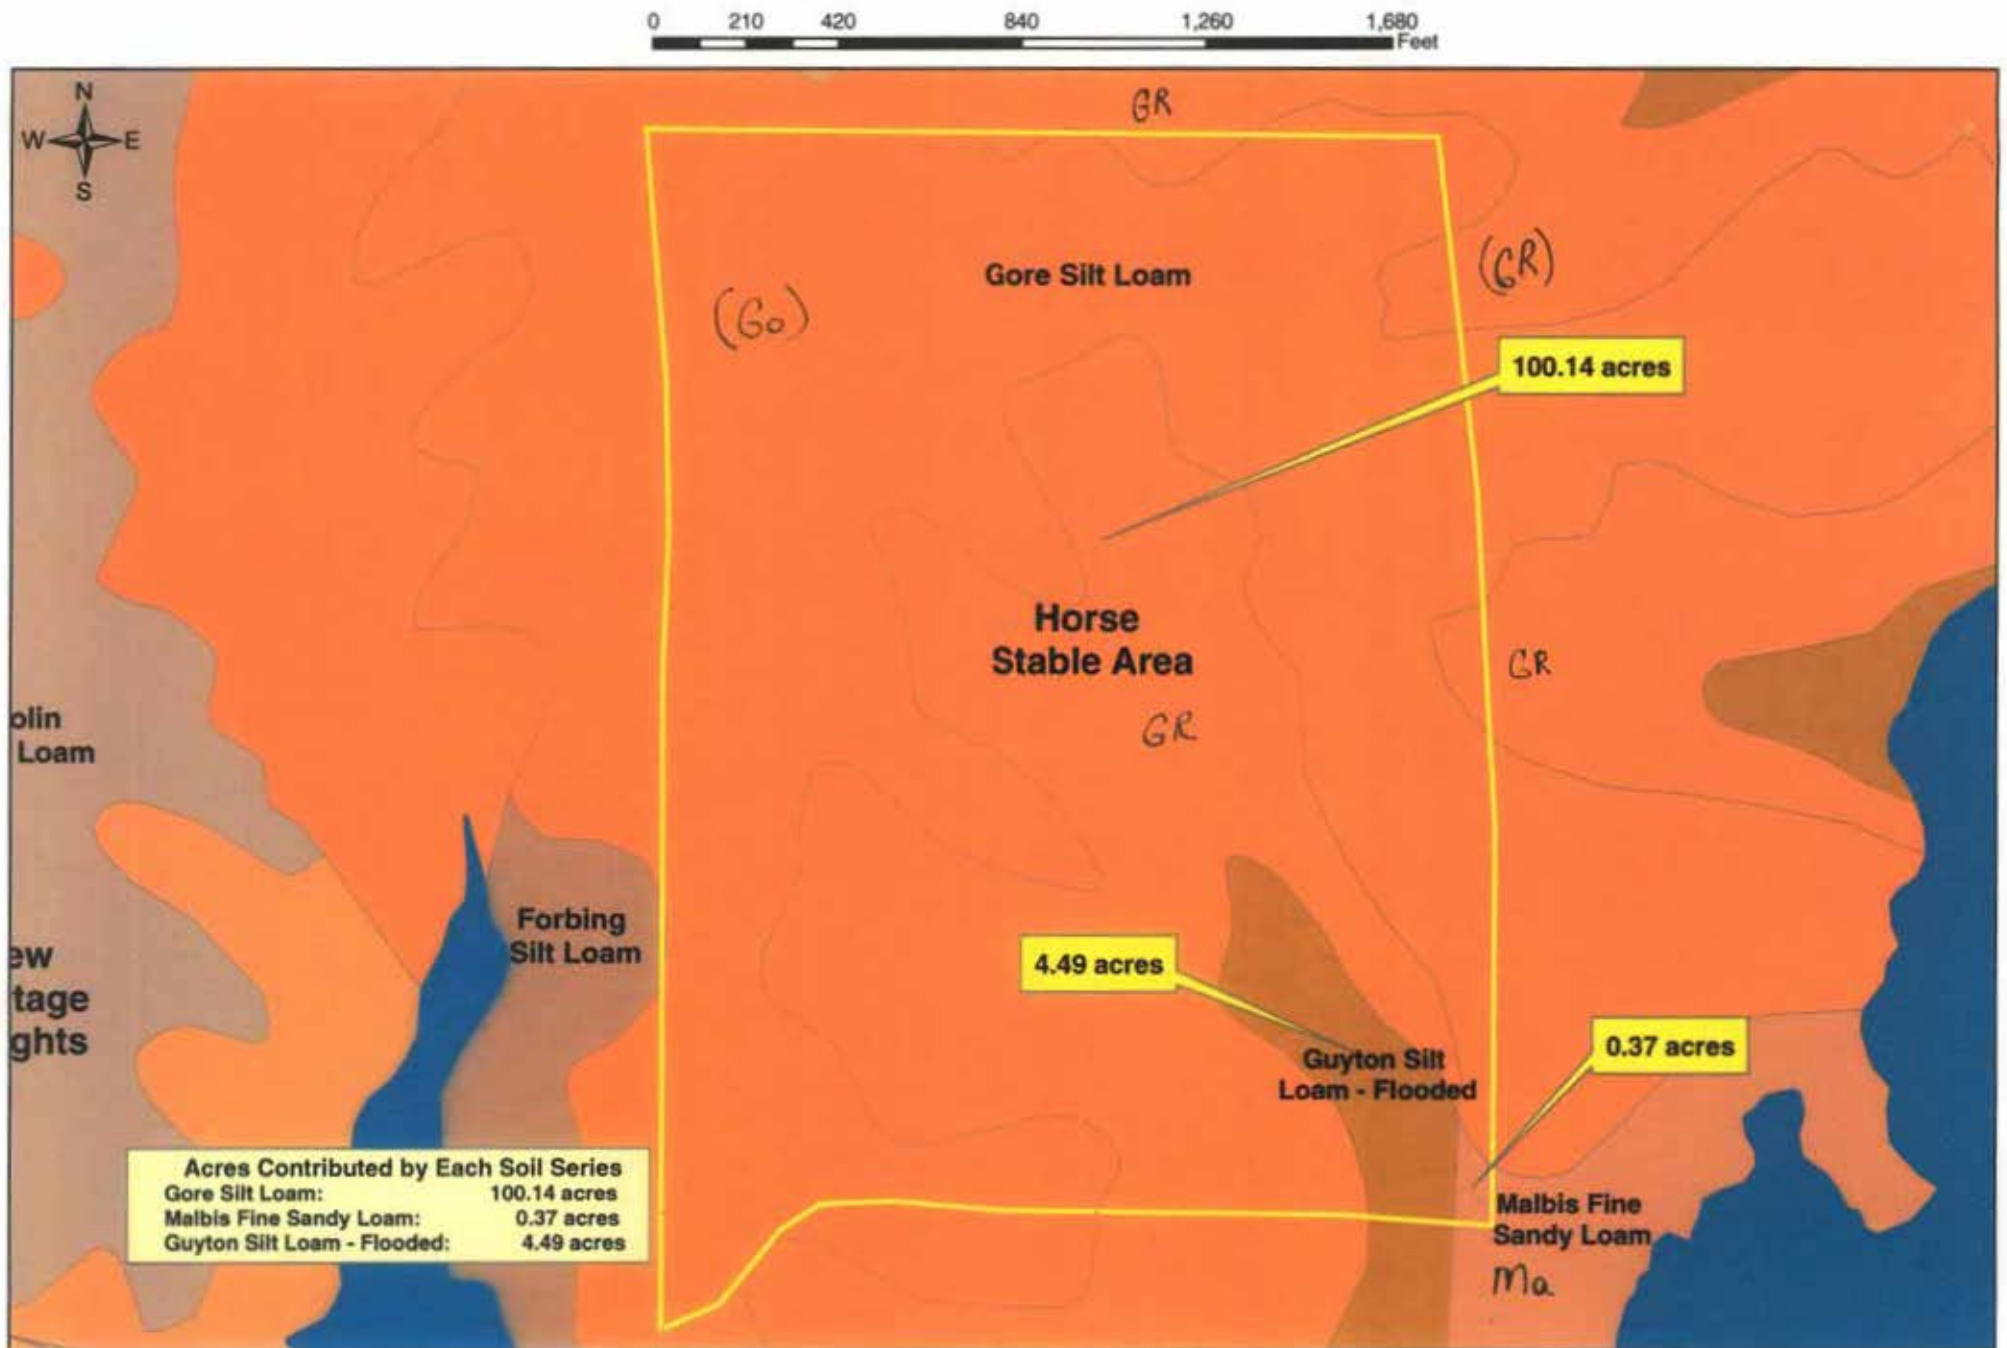 0 210 420 840 1,260 1,680
Feet
N
W E
S
GR
Gore Silt Loam
(GR)
(Go)
100.14 acres
Horse
Stable Area
GR
GR
olin
Loam
Forbing
Silt Loam
ew
tage
ghts
4.49 acres
Guyton Silt
Loam - Flooded
0.37 acres
Acres Contributed by Each Soil Series
Gore Silt Loam: 100.14 acres
Malbis Fine Sandy Loam: 0.37 acres
Guyton Silt Loam - Flooded: 4.49 acres
Malbis Fine
Sandy Loam
Ma